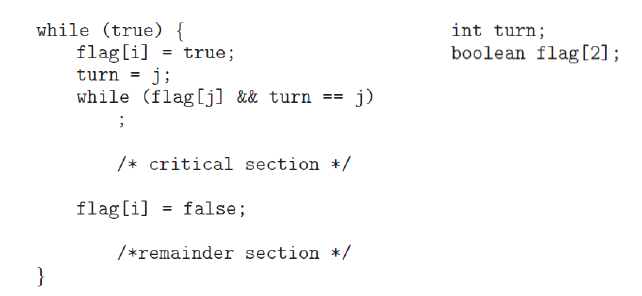 while (true) {
flag[i] = true;
turn = j;
while (flag[j] && turn == j)
;
/* critical section */
flag[i] = false;
/*remainder section */
}
int turn;
boolean flag[2];